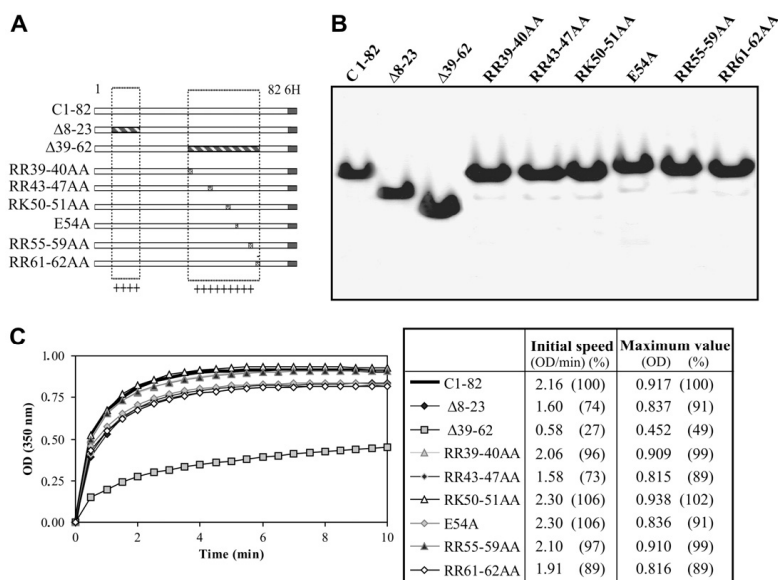 A
1 82 6H
C1-82
Δ8-23
Δ39-62
RR39-40AA
RR43-47AA
RK50-51AA
E54A
RR55-59AA
RR61-62AA
++++ +++++++++
B
C 1-82
Δ8-23
Δ39-62
RR39-40AA
RR43-47AA
RK50-51AA
E54A
RR55-59AA
RR61-62AA
C
OD (350 nm)
1.00
0.75
0.50
0.25
0.00
0 2 4 6 8 10
Time (min)
Initial speed Maximum value
(OD/min) (%) (OD) (%)
C1-82 2.16 (100) 0.917 (100)
Δ8-23 1.60 (74) 0.837 (91)
Δ39-62 0.58 (27) 0.452 (49)
RR39-40AA 2.06 (96) 0.909 (99)
RR43-47AA 1.58 (73) 0.815 (89)
RK50-51AA 2.30 (106) 0.938 (102)
E54A 2.30 (106) 0.836 (91)
RR55-59AA 2.10 (97) 0.910 (99)
RR61-62AA 1.91 (89) 0.816 (89)